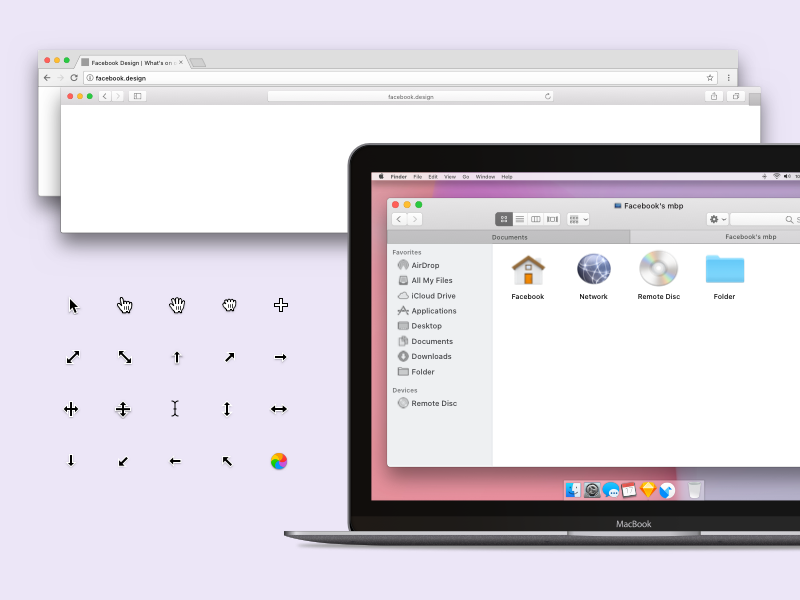 Facebook Design | What's on
facebook.design
facebook.design
Finder File Edit View Go Window Help
Facebook's mbp
Documents
Facebook's mbp
Favorites
AirDrop
All My Files
iCloud Drive
Applications
Desktop
Documents
Downloads
Folder
Devices
Remote Disc
Facebook
Network
Remote Disc
Folder
MacBook